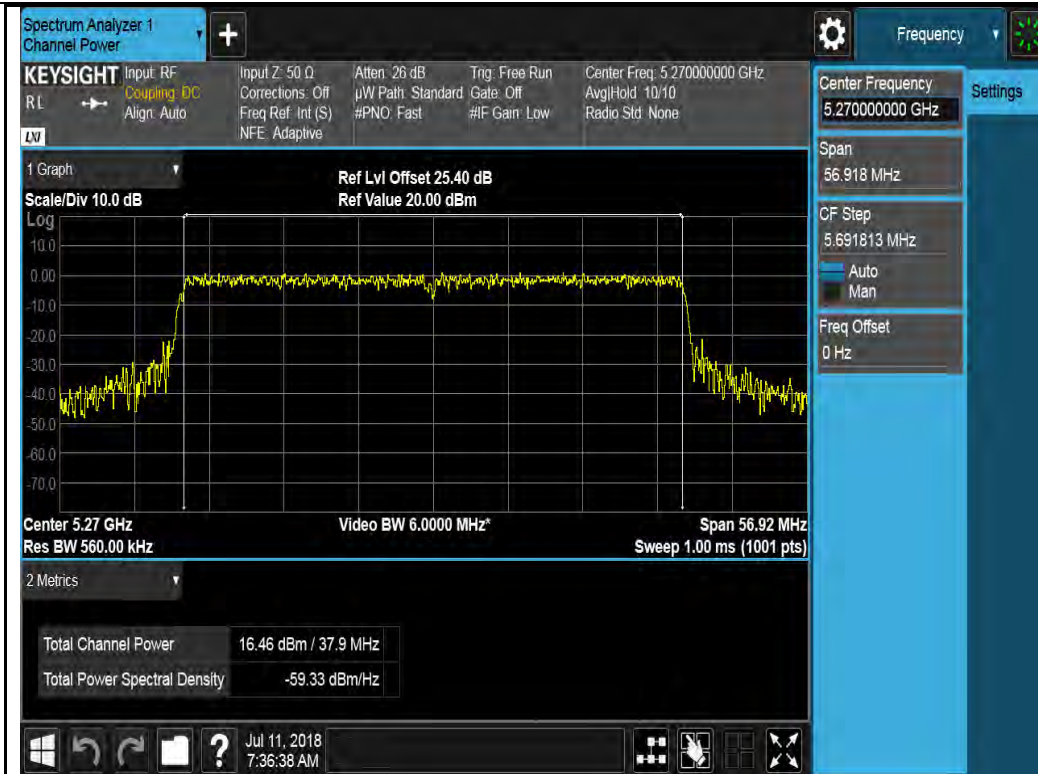 Spectrum Analyzer 1
Channel Power
+
Frequency
KEYSIGHT
R L
LXI
Input: RF
Coupling: DC
Align: Auto
Input Z: 50 Ω
Corrections: Off
Freq Ref: Int (S)
NFE: Adaptive
Atten: 26 dB
µW Path: Standard
#PNO: Fast
Trig: Free Run
Gate: Off
#IF Gain: Low
Center Freq: 5.270000000 GHz
Avg|Hold: 10/10
Radio Std: None
Center Frequency
5.270000000 GHz
Settings
Span
56.918 MHz
CF Step
5.691813 MHz
Auto
Man
Freq Offset
0 Hz
1 Graph
Scale/Div 10.0 dB
Ref Lvl Offset 25.40 dB
Ref Value 20.00 dBm
Log
10.0
0.00
-10.0
-20.0
-30.0
-40.0
-50.0
-60.0
-70.0
Center 5.27 GHz
Res BW 560.00 kHz
Video BW 6.0000 MHz*
Span 56.92 MHz
Sweep 1.00 ms (1001 pts)
2 Metrics
Total Channel Power 16.46 dBm / 37.9 MHz
Total Power Spectral Density -59.33 dBm/Hz
?
Jul 11, 2018
7:36:38 AM